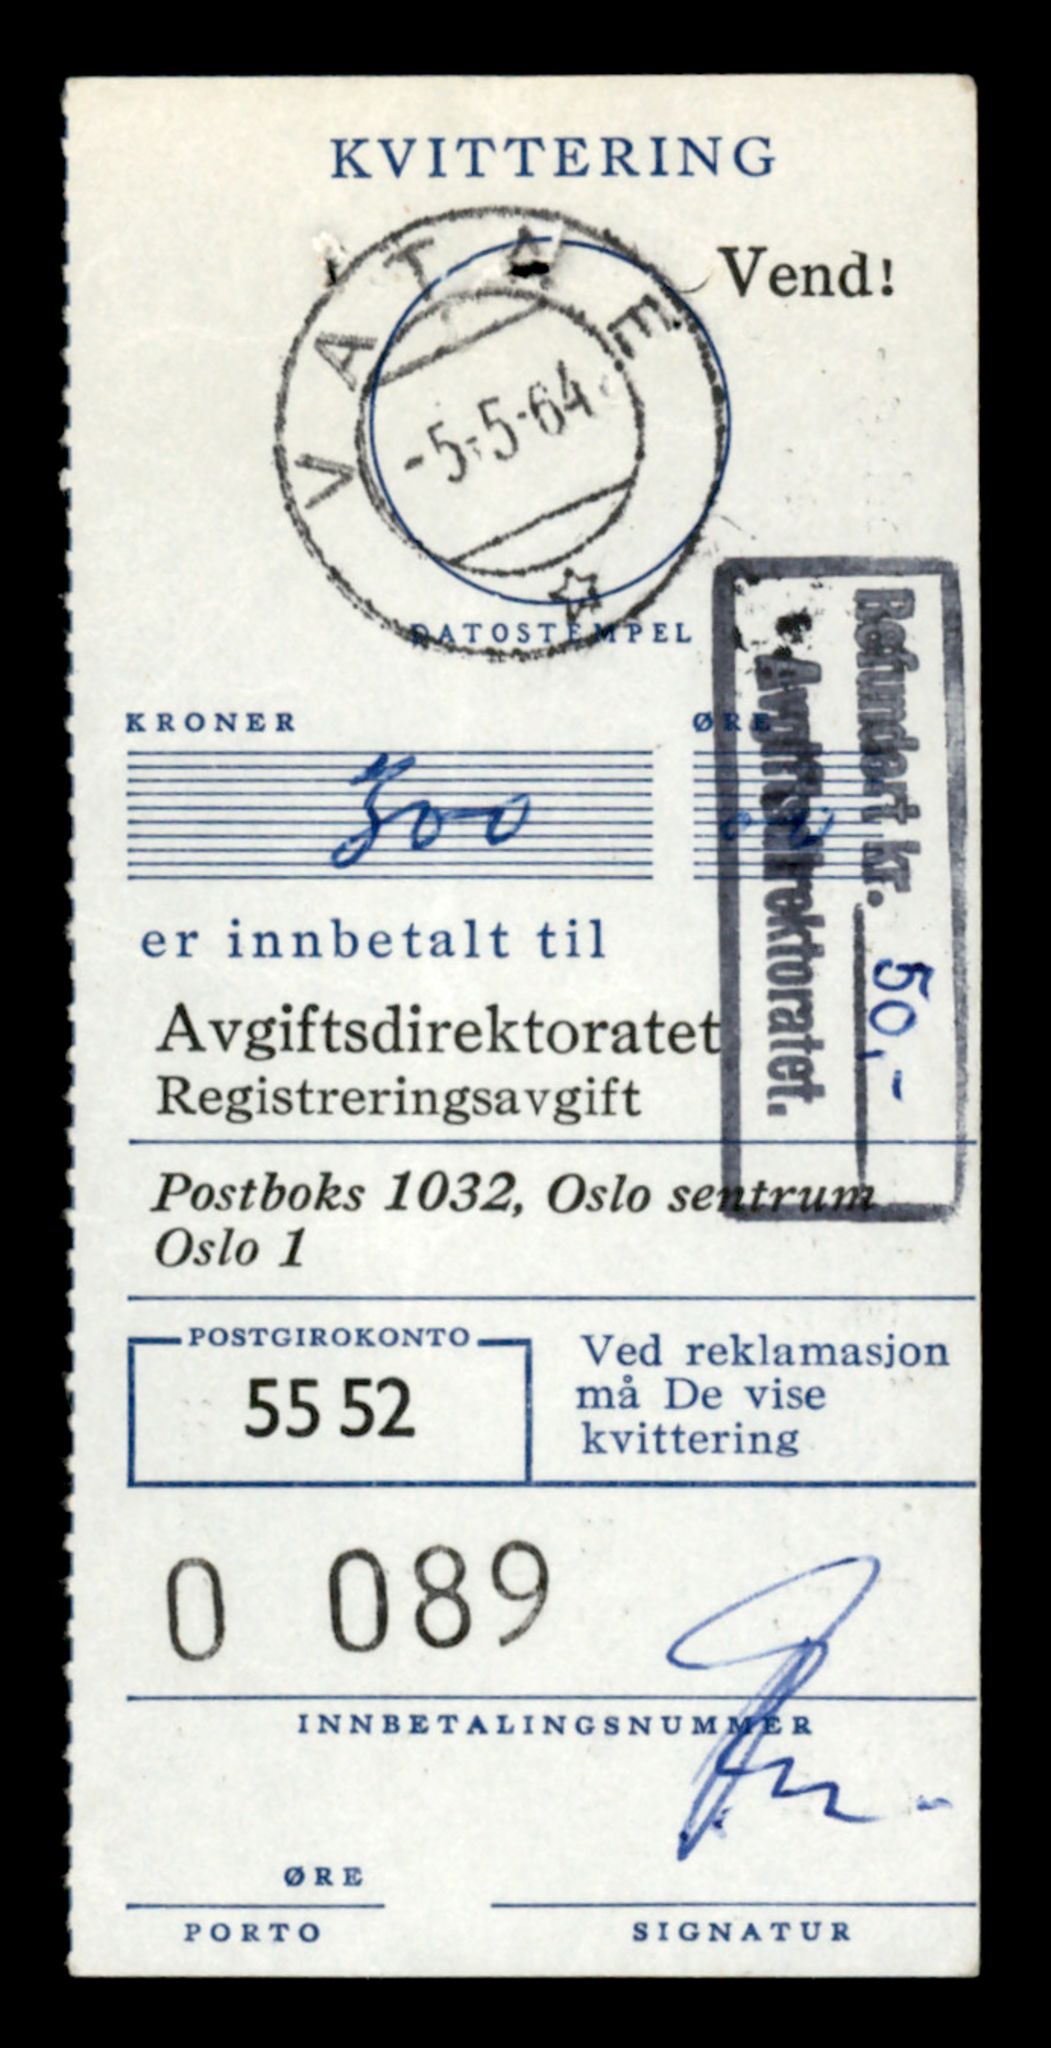 KVITTERING
Vend!
-5.-5-64
DATOSTEMPEL
KRONER
ØRE
300
Refundert kr. 50,-
Avgiftsdirektoratet.
er innbetalt til
Avgiftsdirektoratet
Registreringsavgift
Postboks 1032, Oslo sentrum
Oslo 1
POSTGIROKONTO
55 52
Ved reklamasjon
må De vise
kvittering
0 089
INNBETALINGSNUMMER
ØRE
PORTO
SIGNATUR